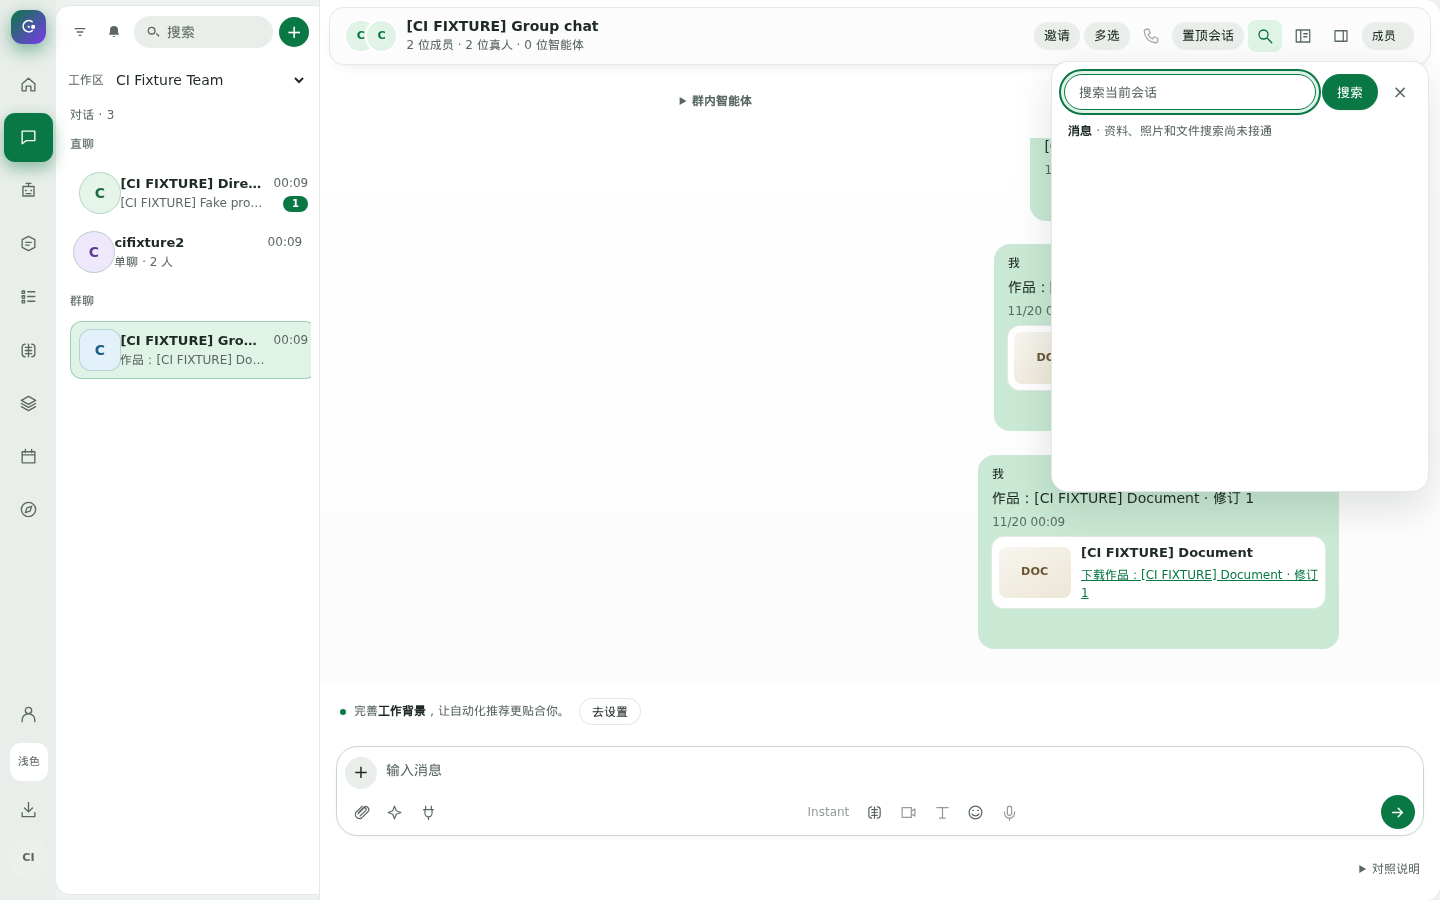 搜索
工作区 CI Fixture Team
对话 · 3
直聊
C
[CI FIXTURE] Dire… 00:09
[CI FIXTURE] Fake pro… 1
C
cifixture2 00:09
单聊 · 2 人
群聊
C
[CI FIXTURE] Gro… 00:09
作品：[CI FIXTURE] Do…
浅色
CI
C C
[CI FIXTURE] Group chat
2 位成员 · 2 位真人 · 0 位智能体
邀请 多选 置顶会话 成员
搜索当前会话 搜索
消息 · 资料、照片和文件搜索尚未接通
群内智能体
我
作品：
11/20
我
作品：[CI FIXTURE] Document · 修订 1
11/20 00:09
DOC
[CI FIXTURE] Document
下载作品：[CI FIXTURE] Document · 修订
1
完善工作背景，让自动化推荐更贴合你。 去设置
输入消息
Instant
对照说明